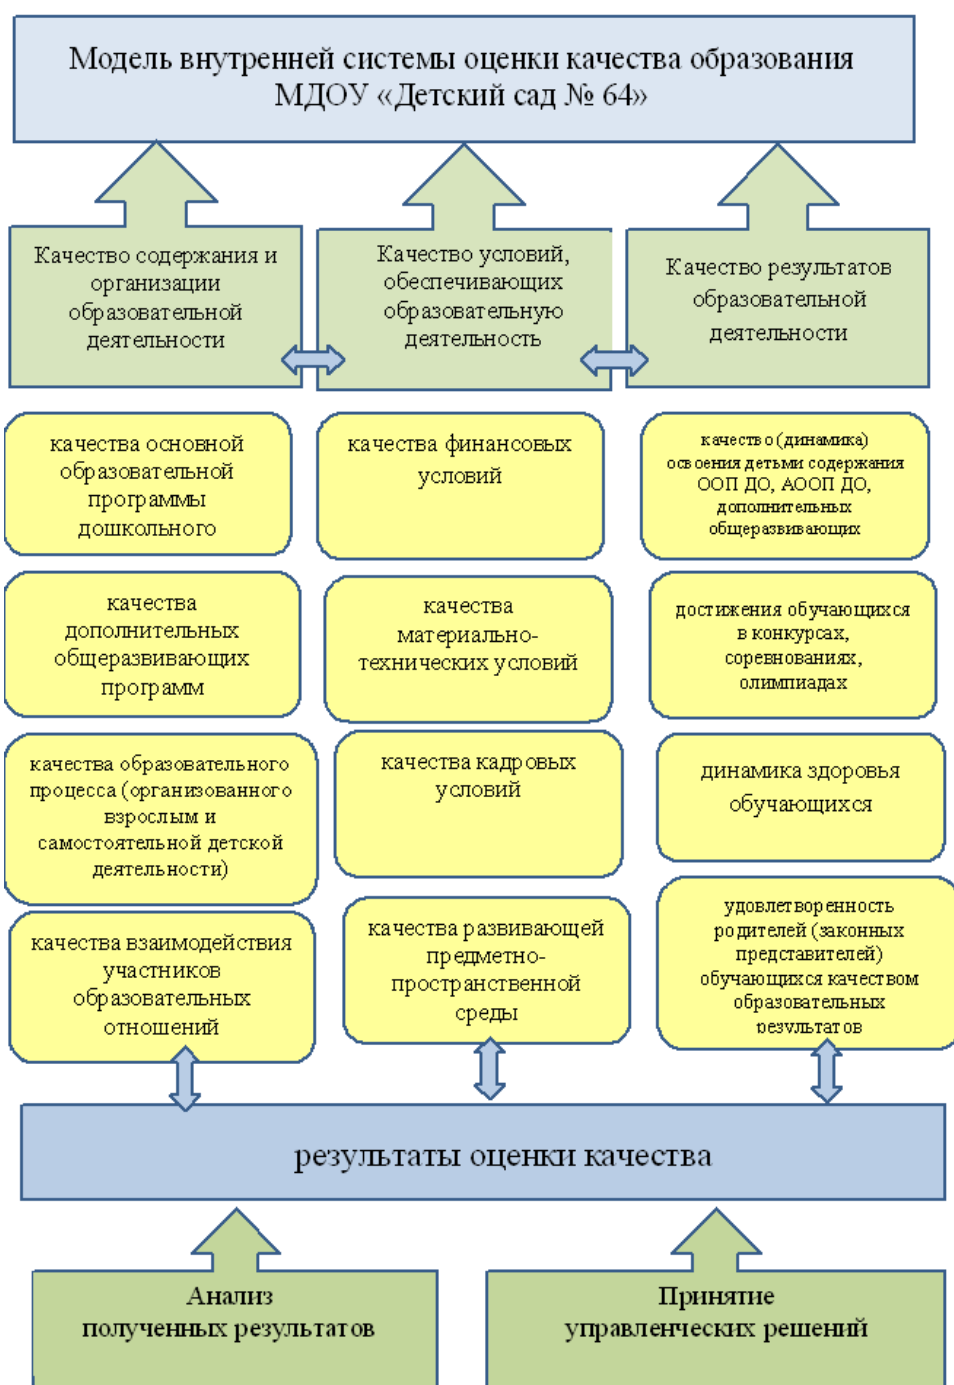 Модель внутренней системы оценки качества образования
МДОУ «Детский сад № 64»
Качество содержания и
организации
образовательной
деятельности
Качество условий,
обеспечивающих
образовательную
деятельность
Качество результатов
образовательной
деятельности
качества основной
образовательной
программы
дошкольного
качества финансовых
условий
качество (динамика)
освоения детьми содержания
ООП ДО, АООП ДО,
дополнительных
общеразвивающих
качества
дополнительных
общеразвивающих
программ
качества
материально-
технических условий
достижения обучающихся
в конкурсах,
соревнованиях,
олимпиадах
качества образовательного
процесса (организованного
взрослым и
самостоятельной детской
деятельности)
качества кадровых
условий
динамика здоровья
обучающихся
качества взаимодействия
участников
образовательных
отношений
качества развивающей
предметно-
пространственной
среды
удовлетворенность
родителей (законных
представителей)
обучающихся качеством
образовательных
результатов
результаты оценки качества
Анализ
полученных результатов
Принятие
управленческих решений